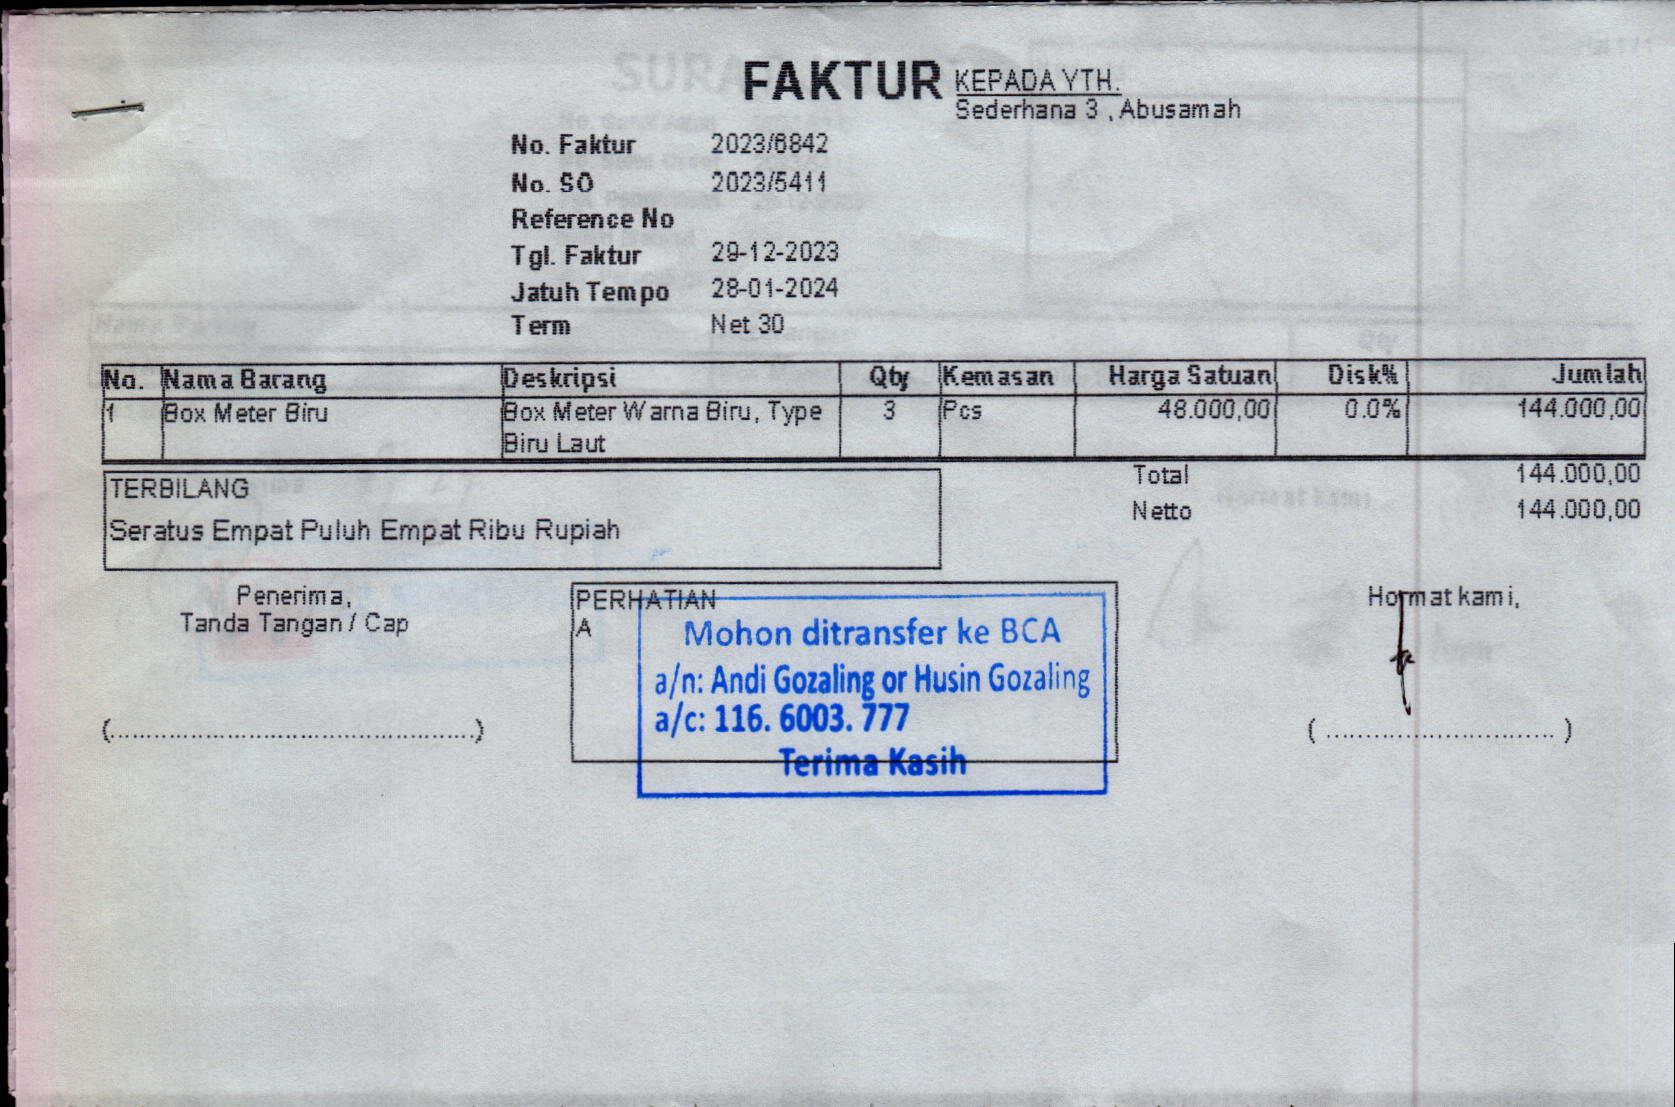 FAKTUR
KEPADA YTH.
Sederhana 3 , Abusamah
No. Faktur 2023/6842
No. SO 2023/5411
Reference No
Tgl. Faktur 29-12-2023
Jatuh Tempo 28-01-2024
Term Net 30
No. Nama Barang Deskripsi Qty Kemasan Harga Satuan Disk% Jumlah
1 Box Meter Biru Box Meter Warna Biru, Type 3 Pcs 48.000,00 0.0% 144.000,00
Biru Laut
Total 144.000,00
Netto 144.000,00
TERBILANG
Seratus Empat Puluh Empat Ribu Rupiah
Penerima,
Tanda Tangan / Cap
(..............................................)
PERHATIAN
A
Mohon ditransfer ke BCA
a/n: Andi Gozaling or Husin Gozaling
a/c: 116. 6003. 777
Terima Kasih
Hormat kami,
( ............................. )